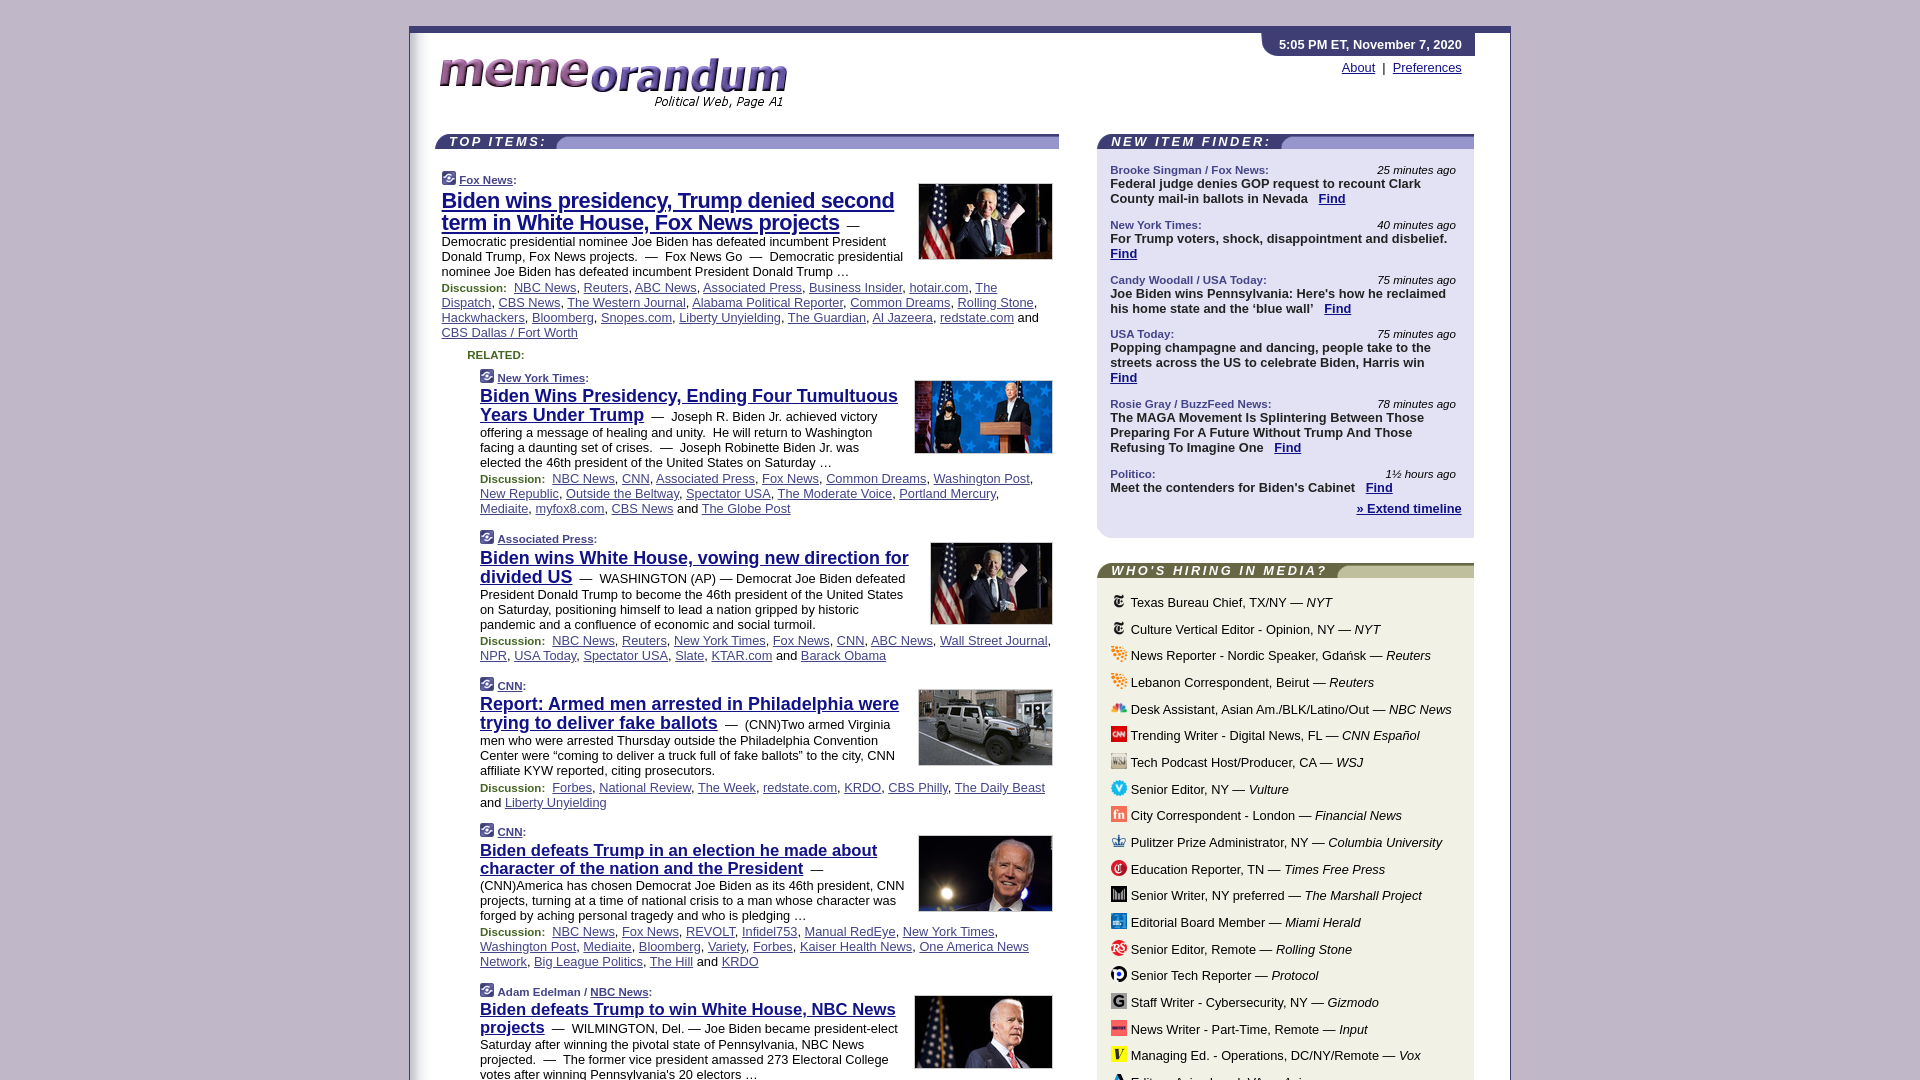 5:05 PM ET, November 7, 2020
About | Preferences
memeorandum
Political Web, Page A1
TOP ITEMS:
Fox News:
Biden wins presidency, Trump denied second
term in White House, Fox News projects —
Democratic presidential nominee Joe Biden has defeated incumbent President
Donald Trump, Fox News projects. — Fox News Go — Democratic presidential
nominee Joe Biden has defeated incumbent President Donald Trump …
Discussion: NBC News, Reuters, ABC News, Associated Press, Business Insider, hotair.com, The
Dispatch, CBS News, The Western Journal, Alabama Political Reporter, Common Dreams, Rolling Stone,
Hackwhackers, Bloomberg, Snopes.com, Liberty Unyielding, The Guardian, Al Jazeera, redstate.com and
CBS Dallas / Fort Worth
RELATED:
New York Times:
Biden Wins Presidency, Ending Four Tumultuous
Years Under Trump — Joseph R. Biden Jr. achieved victory
offering a message of healing and unity. He will return to Washington
facing a daunting set of crises. — Joseph Robinette Biden Jr. was
elected the 46th president of the United States on Saturday …
Discussion: NBC News, CNN, Associated Press, Fox News, Common Dreams, Washington Post,
New Republic, Outside the Beltway, Spectator USA, The Moderate Voice, Portland Mercury,
Mediaite, myfox8.com, CBS News and The Globe Post
Associated Press:
Biden wins White House, vowing new direction for
divided US — WASHINGTON (AP) — Democrat Joe Biden defeated
President Donald Trump to become the 46th president of the United States
on Saturday, positioning himself to lead a nation gripped by historic
pandemic and a confluence of economic and social turmoil.
Discussion: NBC News, Reuters, New York Times, Fox News, CNN, ABC News, Wall Street Journal,
NPR, USA Today, Spectator USA, Slate, KTAR.com and Barack Obama
CNN:
Report: Armed men arrested in Philadelphia were
trying to deliver fake ballots — (CNN)Two armed Virginia
men who were arrested Thursday outside the Philadelphia Convention
Center were “coming to deliver a truck full of fake ballots” to the city, CNN
affiliate KYW reported, citing prosecutors.
Discussion: Forbes, National Review, The Week, redstate.com, KRDO, CBS Philly, The Daily Beast
and Liberty Unyielding
CNN:
Biden defeats Trump in an election he made about
character of the nation and the President —
(CNN)America has chosen Democrat Joe Biden as its 46th president, CNN
projects, turning at a time of national crisis to a man whose character was
forged by aching personal tragedy and who is pledging …
Discussion: NBC News, Fox News, REVOLT, Infidel753, Manual RedEye, New York Times,
Washington Post, Mediaite, Bloomberg, Variety, Forbes, Kaiser Health News, One America News
Network, Big League Politics, The Hill and KRDO
Adam Edelman / NBC News:
Biden defeats Trump to win White House, NBC News
projects — WILMINGTON, Del. — Joe Biden became president-elect
Saturday after winning the pivotal state of Pennsylvania, NBC News
projected. — The former vice president amassed 273 Electoral College
votes after winning Pennsylvania's 20 electors …
NEW ITEM FINDER:
Brooke Singman / Fox News: 25 minutes ago
Federal judge denies GOP request to recount Clark
County mail-in ballots in Nevada Find
New York Times: 40 minutes ago
For Trump voters, shock, disappointment and disbelief.
Find
Candy Woodall / USA Today: 75 minutes ago
Joe Biden wins Pennsylvania: Here's how he reclaimed
his home state and the ‘blue wall’ Find
USA Today: 75 minutes ago
Popping champagne and dancing, people take to the
streets across the US to celebrate Biden, Harris win
Find
Rosie Gray / BuzzFeed News: 78 minutes ago
The MAGA Movement Is Splintering Between Those
Preparing For A Future Without Trump And Those
Refusing To Imagine One Find
Politico: 1½ hours ago
Meet the contenders for Biden's Cabinet Find
» Extend timeline
WHO'S HIRING IN MEDIA?
Texas Bureau Chief, TX/NY — NYT
Culture Vertical Editor - Opinion, NY — NYT
News Reporter - Nordic Speaker, Gdańsk — Reuters
Lebanon Correspondent, Beirut — Reuters
Desk Assistant, Asian Am./BLK/Latino/Out — NBC News
Trending Writer - Digital News, FL — CNN Español
Tech Podcast Host/Producer, CA — WSJ
Senior Editor, NY — Vulture
City Correspondent - London — Financial News
Pulitzer Prize Administrator, NY — Columbia University
Education Reporter, TN — Times Free Press
Senior Writer, NY preferred — The Marshall Project
Editorial Board Member — Miami Herald
Senior Editor, Remote — Rolling Stone
Senior Tech Reporter — Protocol
Staff Writer - Cybersecurity, NY — Gizmodo
News Writer - Part-Time, Remote — Input
Managing Ed. - Operations, DC/NY/Remote — Vox